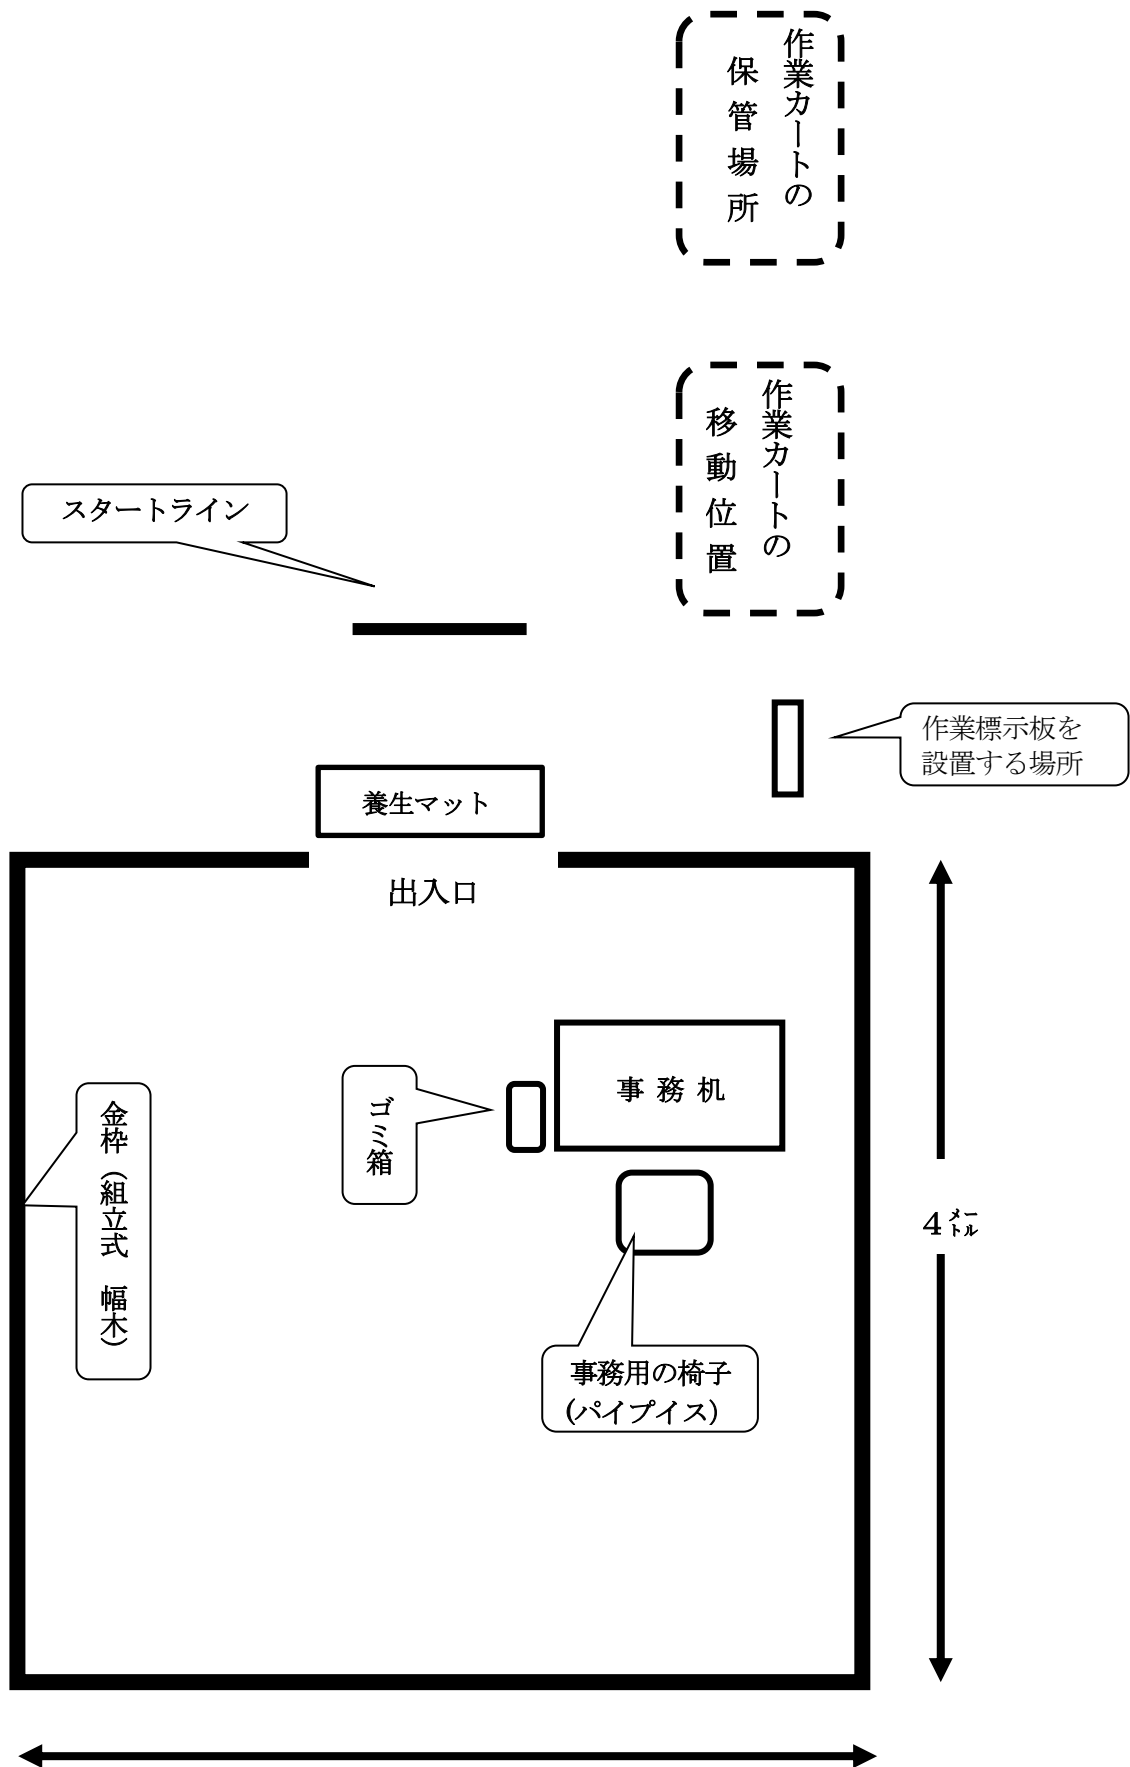 作業カートの
保管場所
作業カートの
移動位置
スタートライン
作業標示板を
設置する場所
養生マット
出入口
事務机
ゴミ箱
金枠（組立式　幅木）
4㍍
事務用の椅子
(パイプイス)